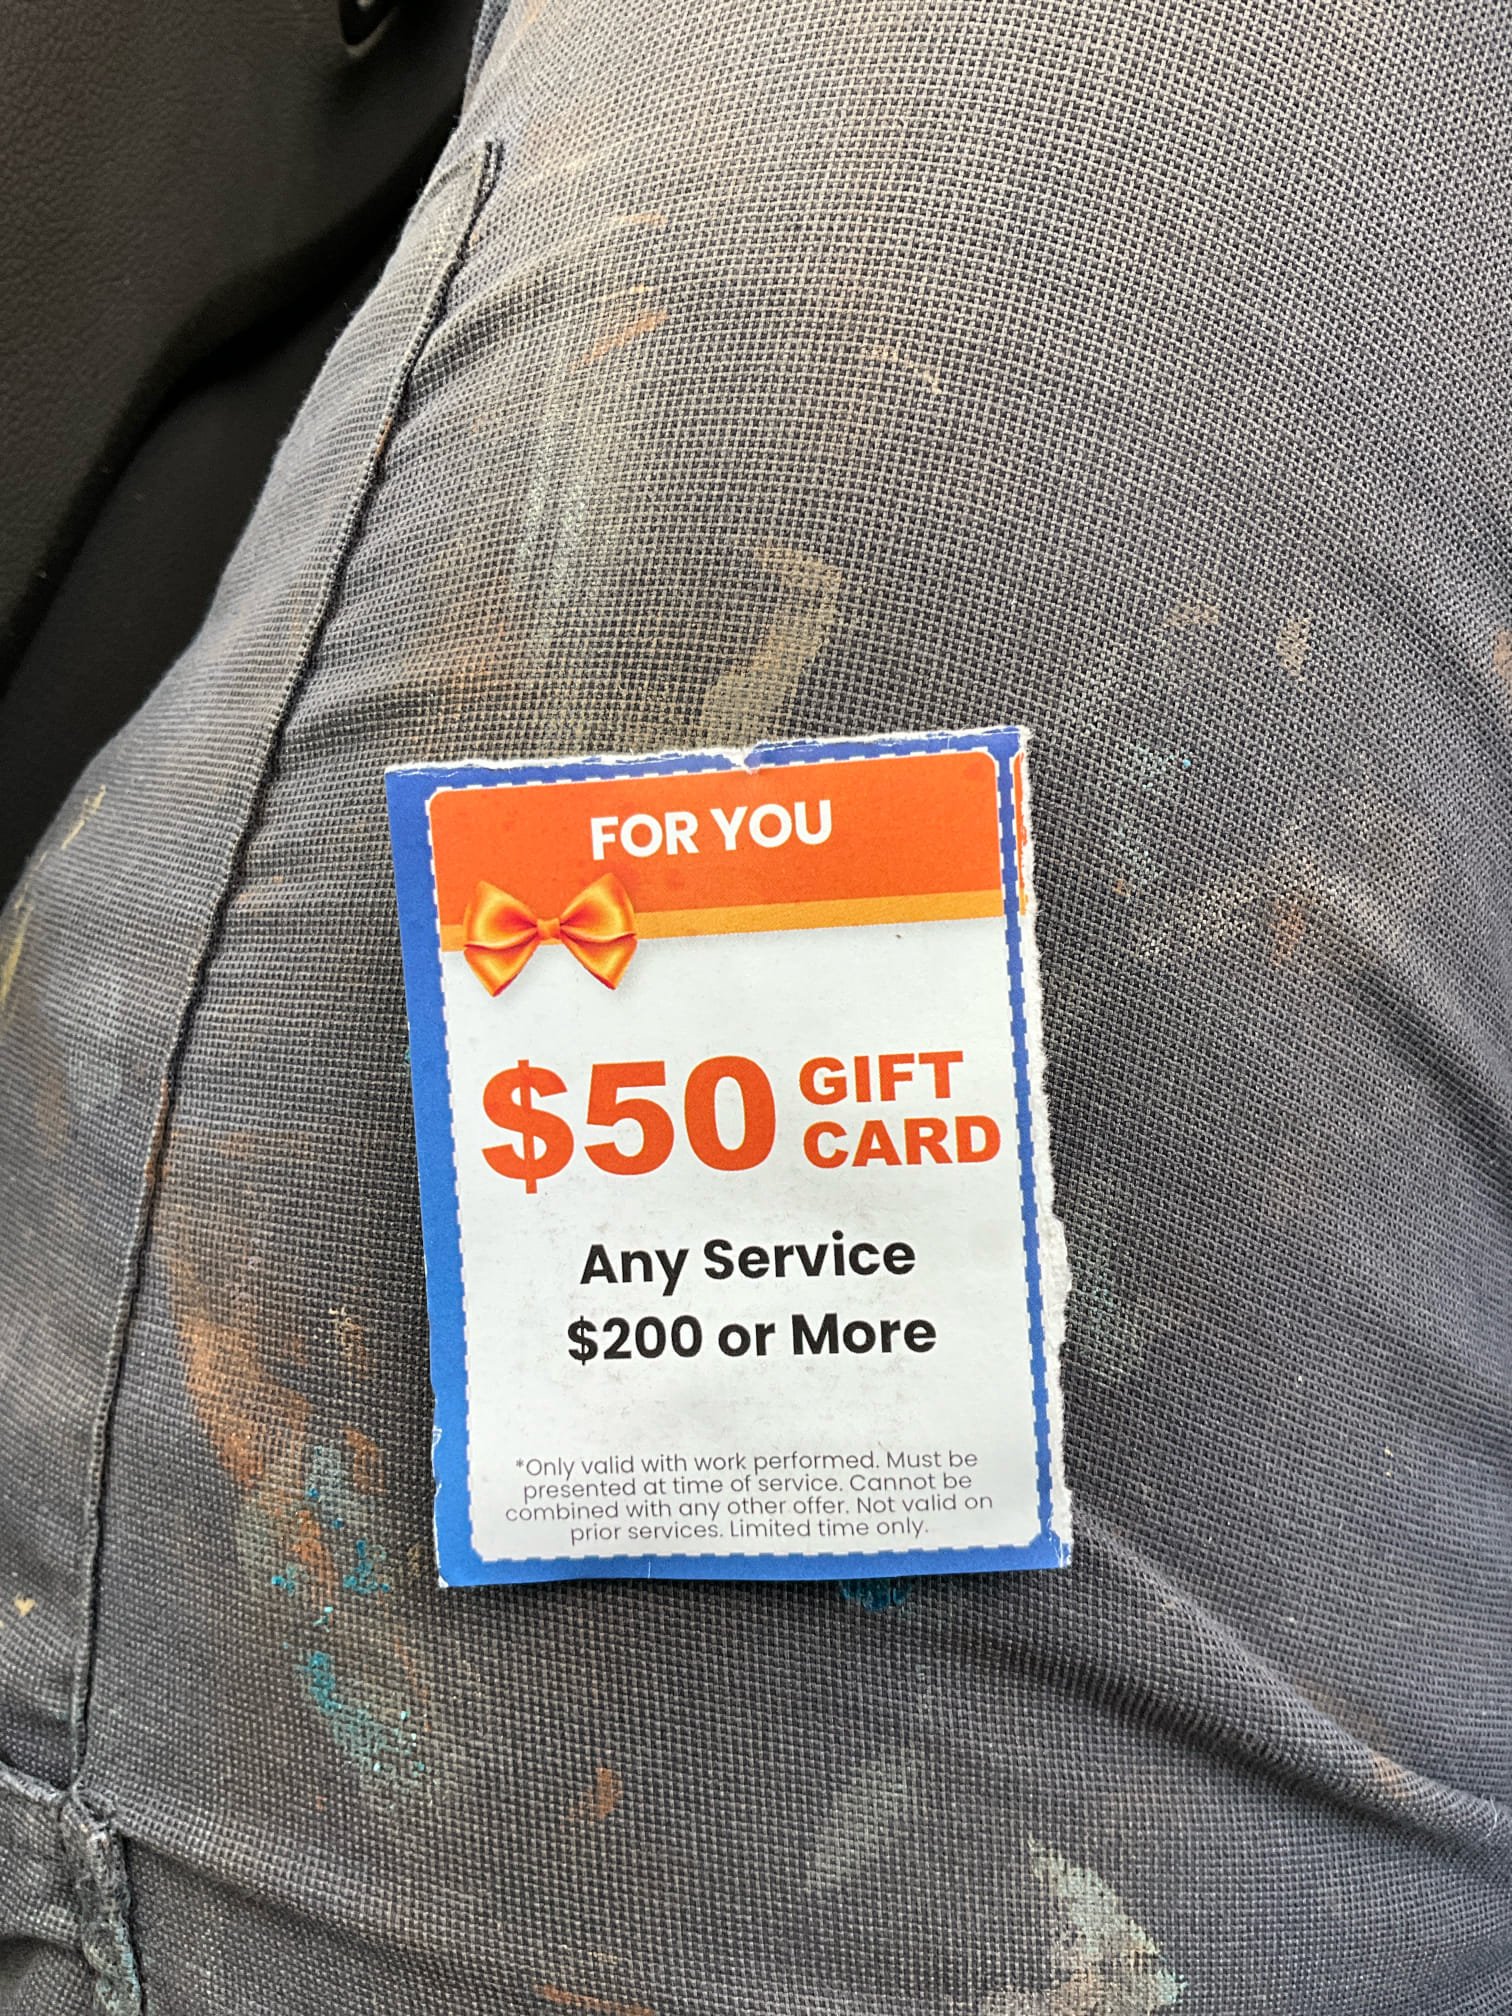 FOR YOU
$50 GIFT
CARD
Any Service
$200 or More
*Only valid with work performed. Must be
presented at time of service. Cannot be
combined with any other offer. Not valid on
prior services. Limited time only.